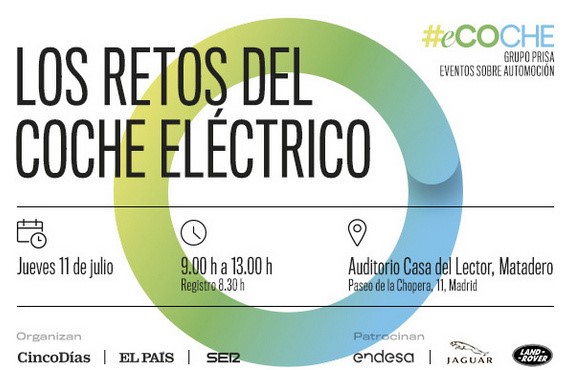 #eCOCHE
GRUPO PRISA
EVENTOS SOBRE AUTOMOCIÓN
LOS RETOS DEL
COCHE ELÉCTRICO
Jueves 11 de julio
9.00 h a 13.00 h
Registro 8.30 h
Auditorio Casa del Lector, Matadero
Paseo de la Chopera, 11, Madrid
Organizan
CincoDías | EL PAÍS | SER
Patrocinan
endesa | JAGUAR LAND-ROVER